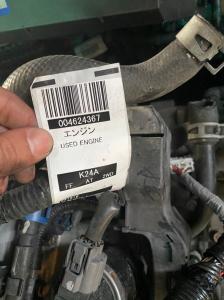 004624367
エンジン
USED ENGINE
K24A
FF AT 2WD